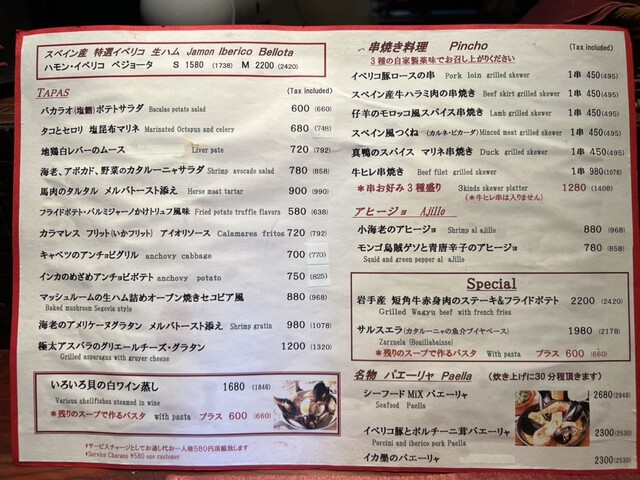 スペイン産 特選イベリコ 生ハム Jamon Iberico Bellota
ハモン・イベリコ ベジョータ S 1580 (1738) M 2200 (2420)
TAPAS (Tax included)
バカラオ(塩鱈)ポテトサラダ Bacalao potato salad 600 (660)
タコとセロリ 塩昆布マリネ Marinated Octopus and celery 680 (748)
地鶏白レバーのムース Liver pate 720 (792)
海老、アボカド、野菜のカタルーニャサラダ Shrimp avocado salad 780 (858)
馬肉のタルタル メルバトースト添え Horse meat tartar 900 (990)
フライドポテト・パルミジャーノかけトリュフ風味 Fried potato truffle flavors 580 (638)
カラマレス フリット(いかフリット) アイオリソース Calamares fritos 720 (792)
キャベツのアンチョビグリル anchovy cabbage 700 (770)
インカのめざめアンチョビポテト anchovy potato 750 (825)
マッシュルームの生ハム詰めオーブン焼きセコビア風 880 (968)
Baked mushroom Segovia style
海老のアメリケーヌグラタン メルバトースト添え Shrimp gratin 980 (1078)
極太アスパラのグリエールチーズ・グラタン 1200 (1320)
Grilled asparagus with gruyer cheese
いろいろ貝の白ワイン蒸し 1680 (1848)
Various shellfishes steamed in wine
*残りのスープで作るパスタ with pasta プラス 600 (660)
*サービスチャージとしてお通し代お一人様580円頂戴致します
*Service Charans ¥580 one customer
串焼き料理 Pincho (Tax included)
3種の自家製薬味でお召し上がりください
イベリコ豚ロースの串 Pork loin grilled skewer 1串 450(495)
スペイン産牛ハラミ肉の串焼き Beef skirt grilled skewer 1串 450(495)
仔羊のモロッコ風スパイス串焼き Lamb grilled skewer 1串 450(495)
スペイン風つくね (カルネ・ピカーダ)Minced meat grilled skewer 1串 450(495)
真鴨のスパイス マリネ串焼き Duck grilled skewer 1串 450(495)
牛ヒレ串焼き Beef filet grilled skewer 1串 980(1078)
*串お好み3種盛り 3kinds skewer platter 1280 (1408)
(*牛ヒレ串は入りません)
アヒージョ Ajillo
小海老のアヒージョ Shrimp al ajillo 880 (968)
モンゴ烏賊ゲソと青唐辛子のアヒージョ 780 (858)
Squid and green pepper al ajillo
Special
岩手産 短角牛赤身肉のステーキ&フライドポテト 2200 (2420)
Grilled Wagyu beef with french fries
サルスエラ(カタルーニャの魚介ブイヤベース) 1980 (2178)
Zarzuela (Bouillabaisse)
*残りのスープで作るパスタ With pasta プラス 600 (660)
名物 パエーリャ Paella (炊き上げに30分程頂きます)
シーフードMiX パエーリャ 2680 (2948)
Seafood Paella
イベリコ豚とポルチーニ茸パエーリャ 2300 (2530)
Porcini and iberico pork Paella
イカ墨のパエーリャ 2300 (2530)